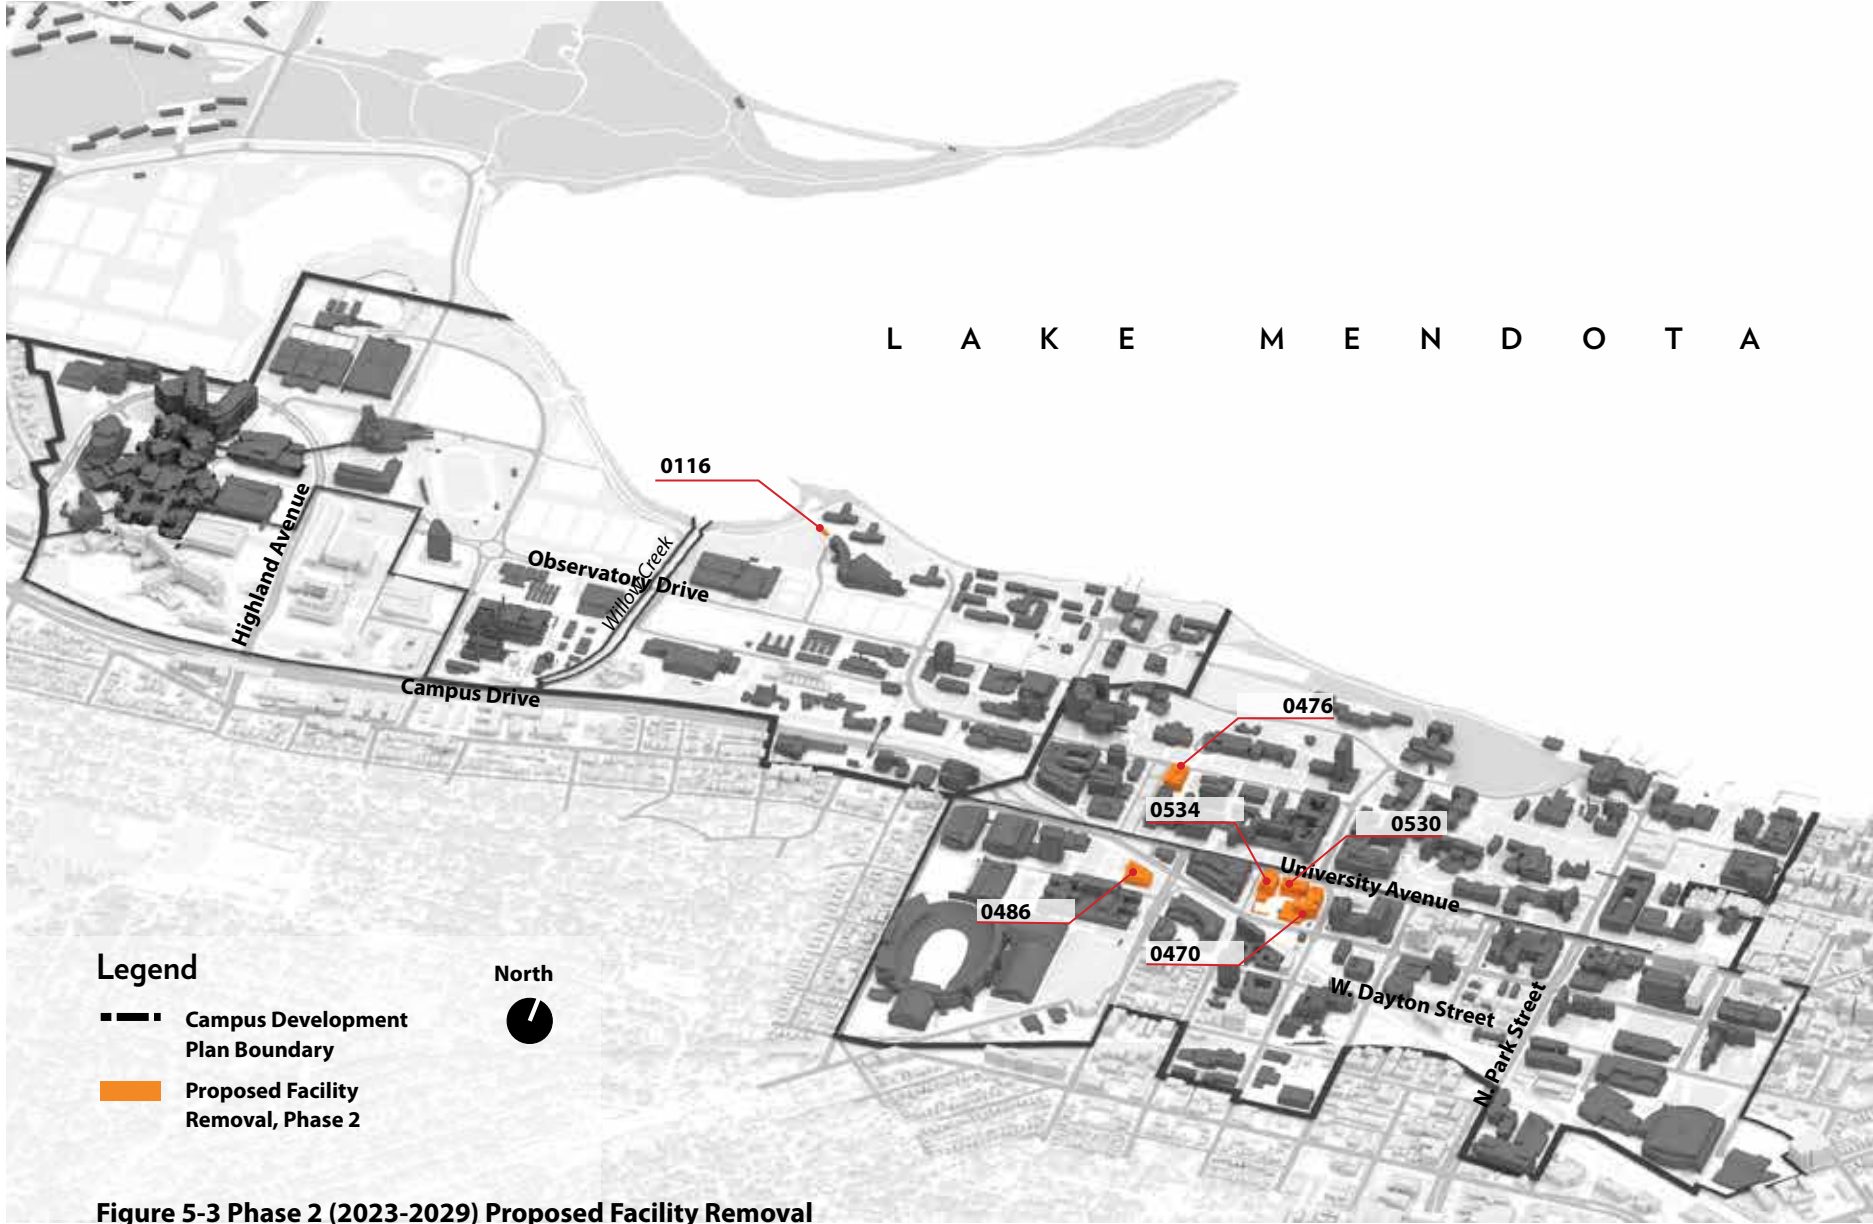 LAKE MENDOTA
0116
Highland Avenue
Observatory Drive
Willow Creek
Campus Drive
0476
0534
0530
University Avenue
0486
0470
W. Dayton Street
N. Park Street
Legend
North
Campus Development
Plan Boundary
Proposed Facility
Removal, Phase 2
Figure 5-3 Phase 2 (2023-2029) Proposed Facility Removal